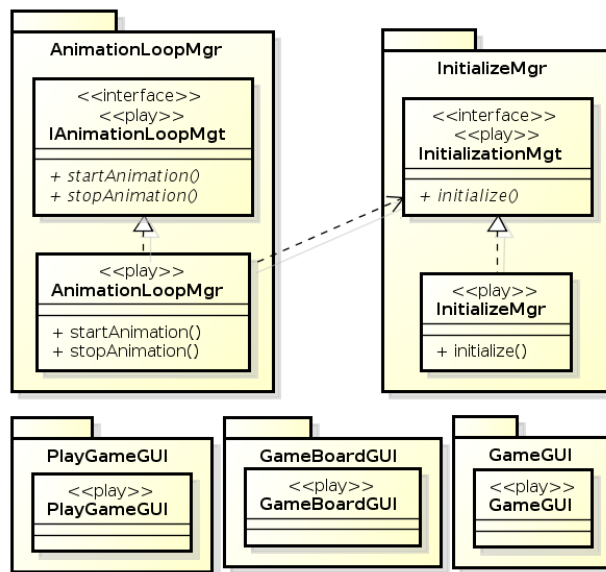 AnimationLoopMgr
<<interface>>
<<play>>
IAnimationLoopMgt
+ startAnimation()
+ stopAnimation()
<<play>>
AnimationLoopMgr
+ startAnimation()
+ stopAnimation()
InitializeMgr
<<interface>>
<<play>>
InitializationMgt
+ initialize()
<<play>>
InitializeMgr
+ initialize()
PlayGameGUI
<<play>>
PlayGameGUI
GameBoardGUI
<<play>>
GameBoardGUI
GameGUI
<<play>>
GameGUI